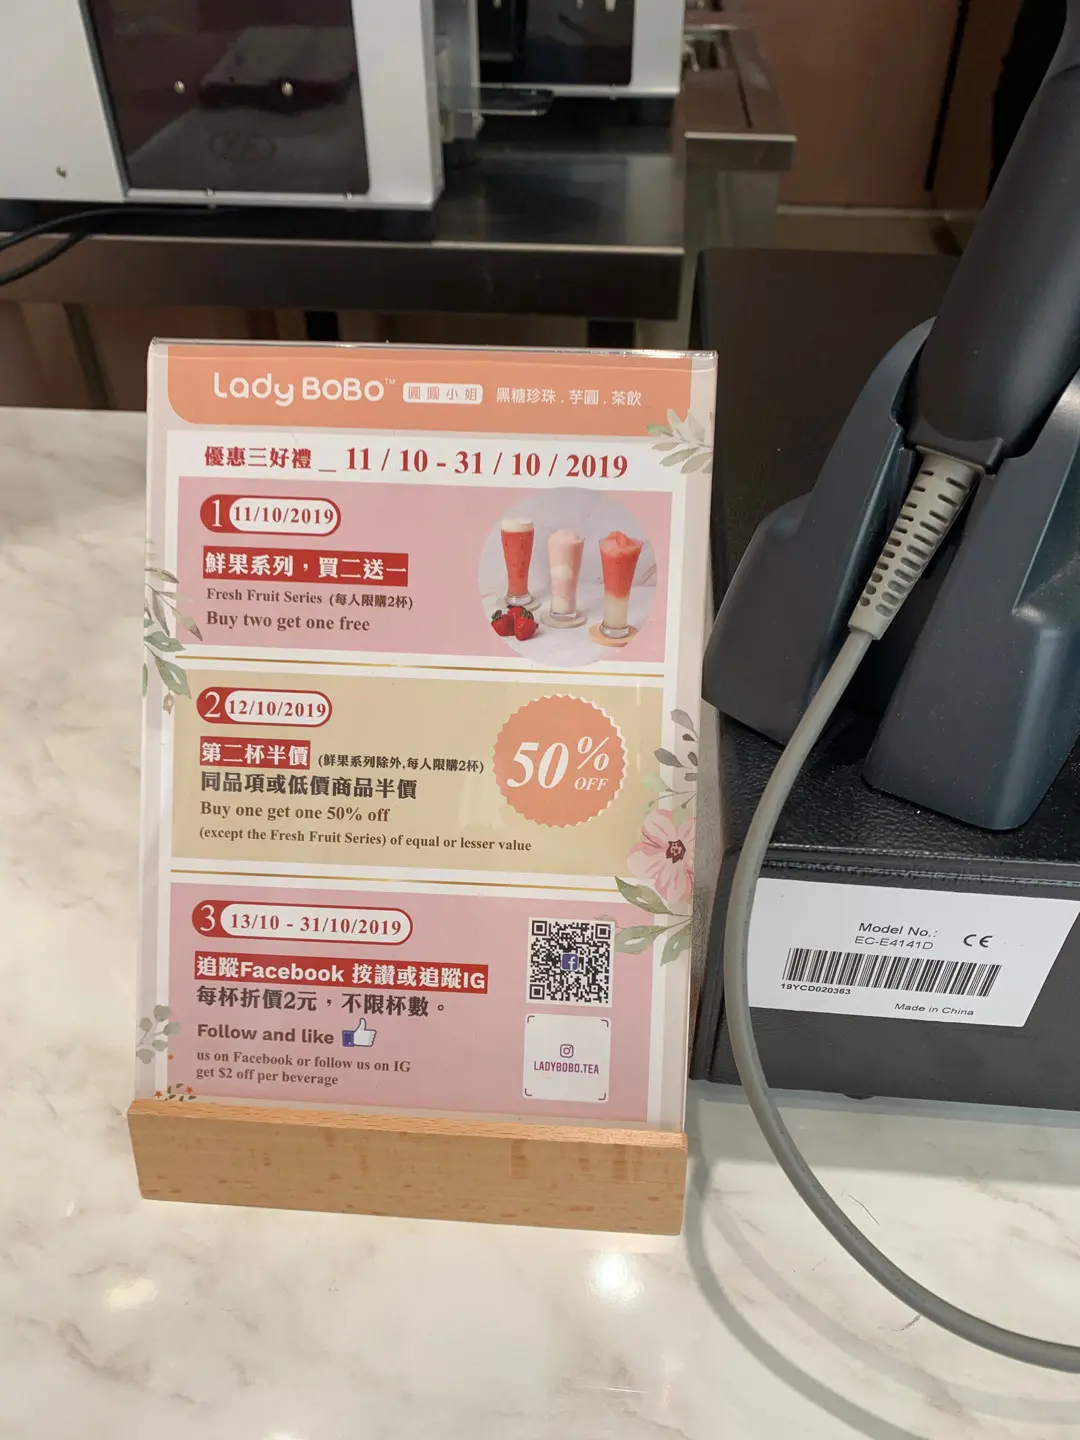 Lady BOBO™ 圓圓小姐 黑糖珍珠.芋圓.茶飲
優惠三好禮_11/10-31/10/2019
1 11/10/2019
鮮果系列，買二送一
Fresh Fruit Series (每人限購2杯)
Buy two get one free
2 12/10/2019
第二杯半價 (鮮果系列除外,每人限購2杯)
同品項或低價商品半價
Buy one get one 50% off
(except the Fresh Fruit Series) of equal or lesser value
50% OFF
3 13/10 - 31/10/2019
追蹤Facebook 按讚或追蹤IG
每杯折價2元，不限杯數。
Follow and like
us on Facebook or follow us on IG
get $2 off per beverage
LADYBOBO.TEA
Model No.:
EC-E4141D
CE
19YCD020363
Made in China